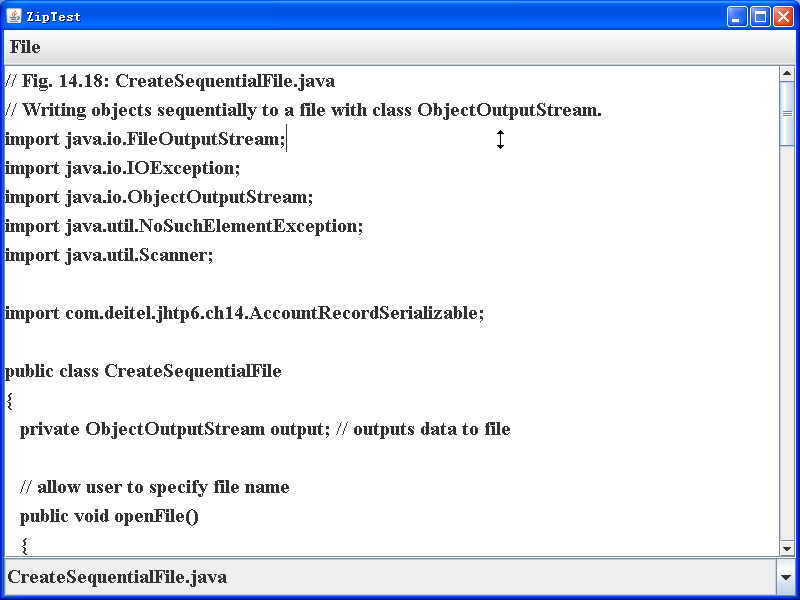 ZipTest
File
// Fig. 14.18: CreateSequentialFile.java
// Writing objects sequentially to a file with class ObjectOutputStream.
import java.io.FileOutputStream;
import java.io.IOException;
import java.io.ObjectOutputStream;
import java.util.NoSuchElementException;
import java.util.Scanner;
import com.deitel.jhtp6.ch14.AccountRecordSerializable;
public class CreateSequentialFile
{
private ObjectOutputStream output; // outputs data to file
// allow user to specify file name
public void openFile()
{
CreateSequentialFile.java